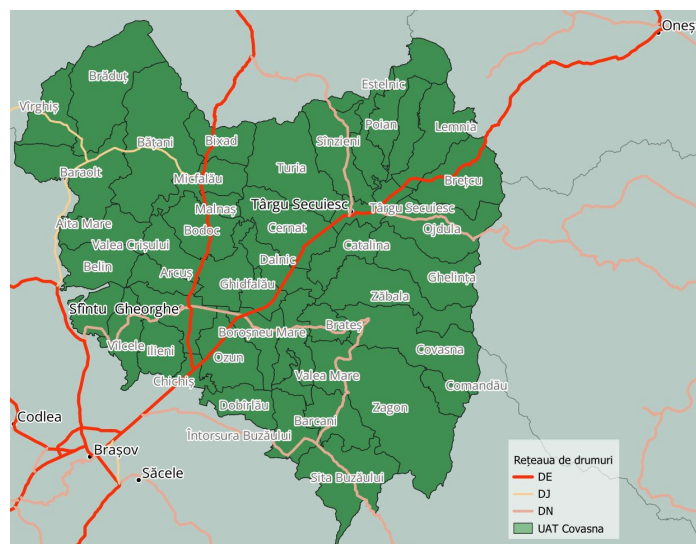 Oneș
Estelnic
Brăduț
Vîrghiș
Poian
Lemnia
Bățani
Bixad
Sînzieni
Turia
Baraolt
Micfalău
Brețcu
Malnaș
Târgu Secuiesc
Târgu Secuiesc
Aita Mare
Bodoc
Cernat
Ojdula
Valea Crișului
Catalina
Dalnic
Belin
Arcuș
Ghidfalău
Ghelința
Zăbala
Sfîntu Gheorghe
Boroșneu Mare
Brateș
Vîlcele
Ilieni
Ozun
Covasna
Chichiș
Valea Mare
Comandău
Dobîrlău
Zagon
Codlea
Barcani
Întorsura Buzăului
Brașov
Rețeaua de drumuri
Săcele
Sita Buzăului
DE
DJ
DN
UAT Covasna